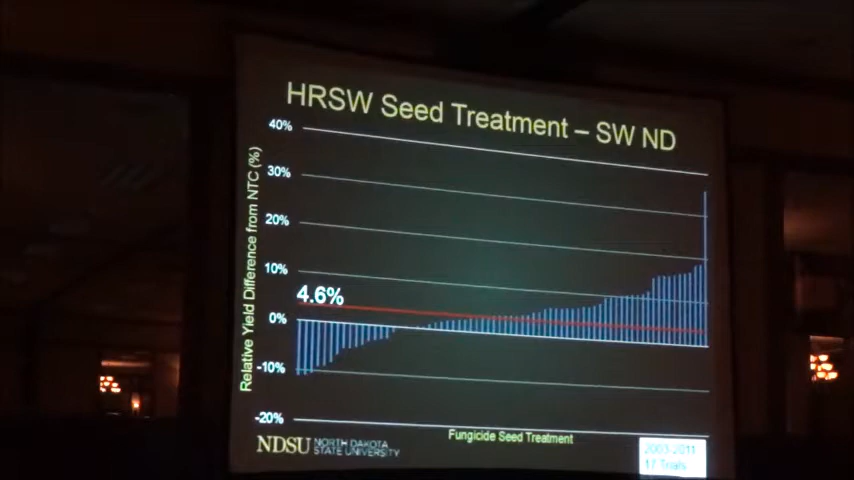 HRSW Seed Treatment – SW ND
Relative Yield Difference from NTC (%)
40%
30%
20%
10%
0%
-10%
-20%
4.6%
Fungicide Seed Treatment
NDSU NORTH DAKOTA
STATE UNIVERSITY
2003-2011
17 Trials